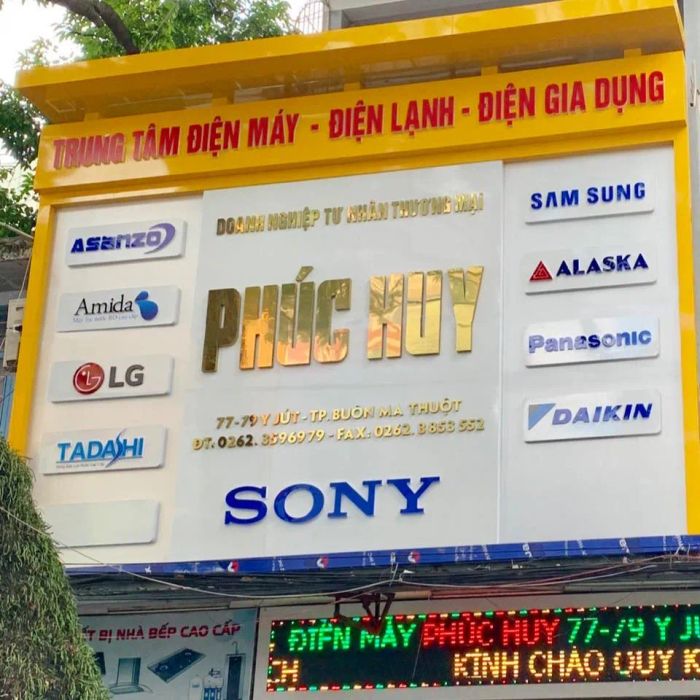 TRUNG TÂM ĐIỆN MÁY - ĐIỆN LẠNH - ĐIỆN GIA DỤNG
DOANH NGHIỆP TƯ NHÂN THƯƠNG MẠI
PHÚC HUY
77-79 Y JÚT - TP. BUÔN MA THUỘT
ĐT: 0262. 3596979 - FAX: 0262. 3853 552
SONY
ASANZO
Amida
LG
TADASHI
SAMSUNG
ALASKA
Panasonic
DAIKIN
BỊ NHÀ BẾP CAO CẤP
ĐIỆN MÁY PHÚC HUY 77-79 Y JÚ
CH KÍNH CHÀO QUÝ K